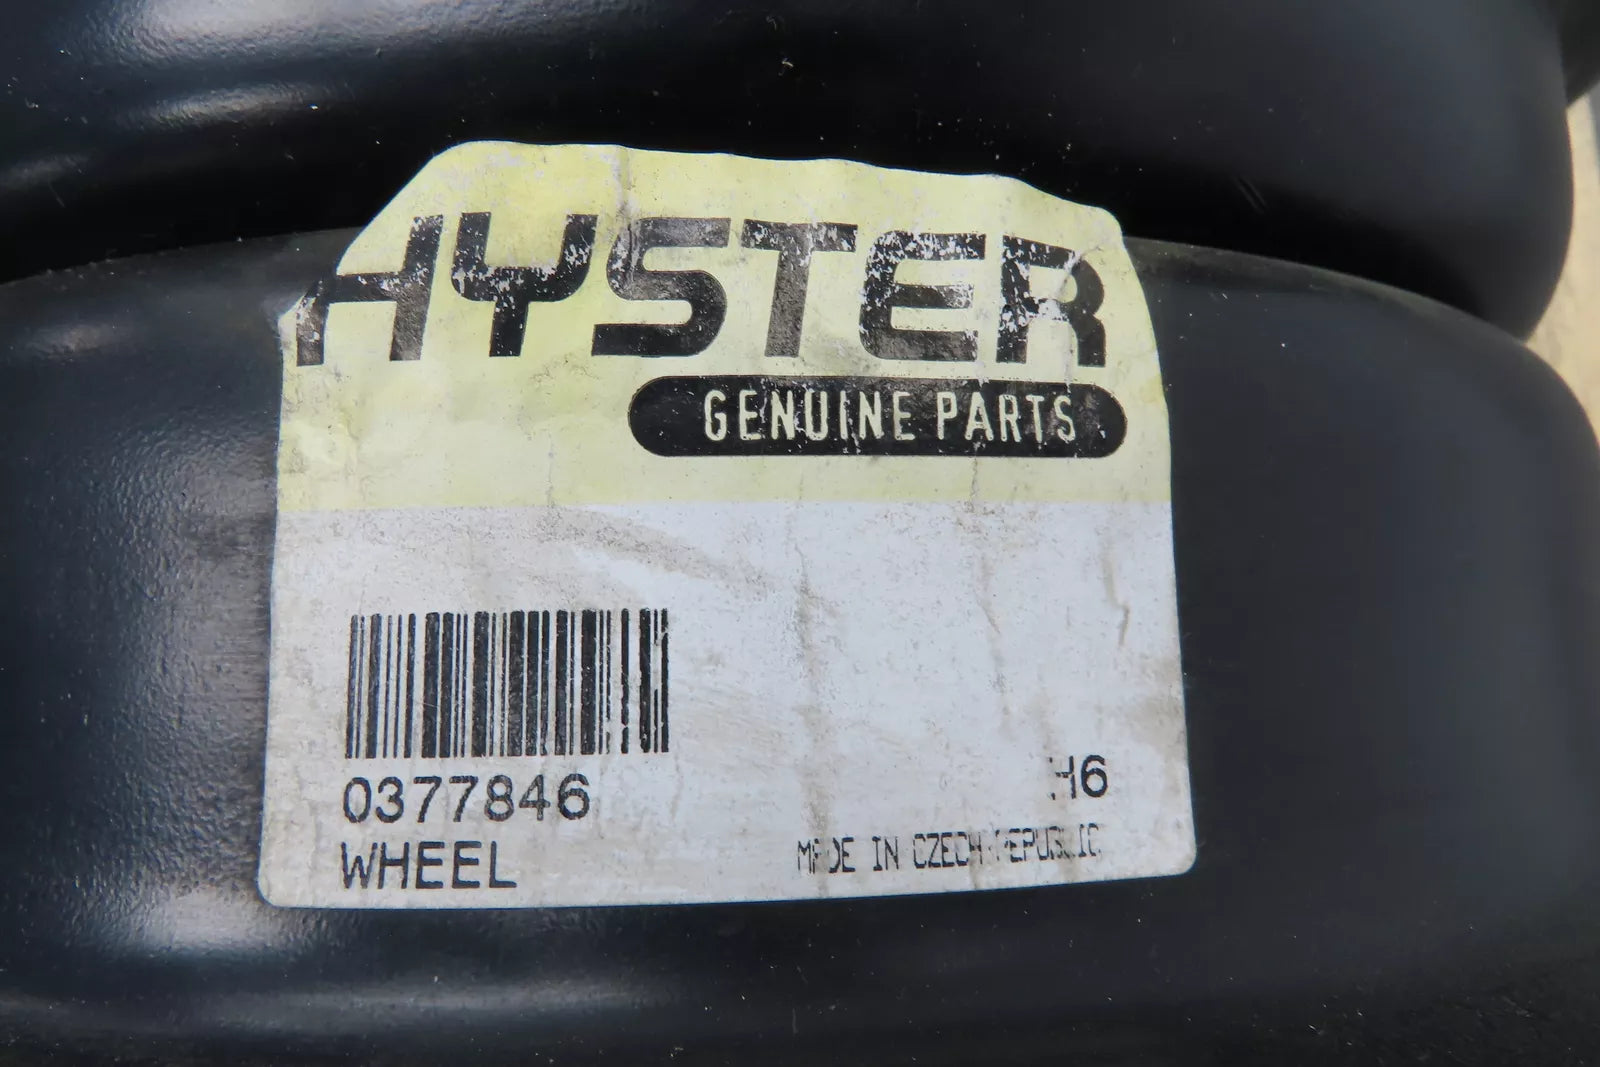 HYSTER
GENUINE PARTS
0377846
H6
WHEEL
MADE IN CZECH REPUBLIC